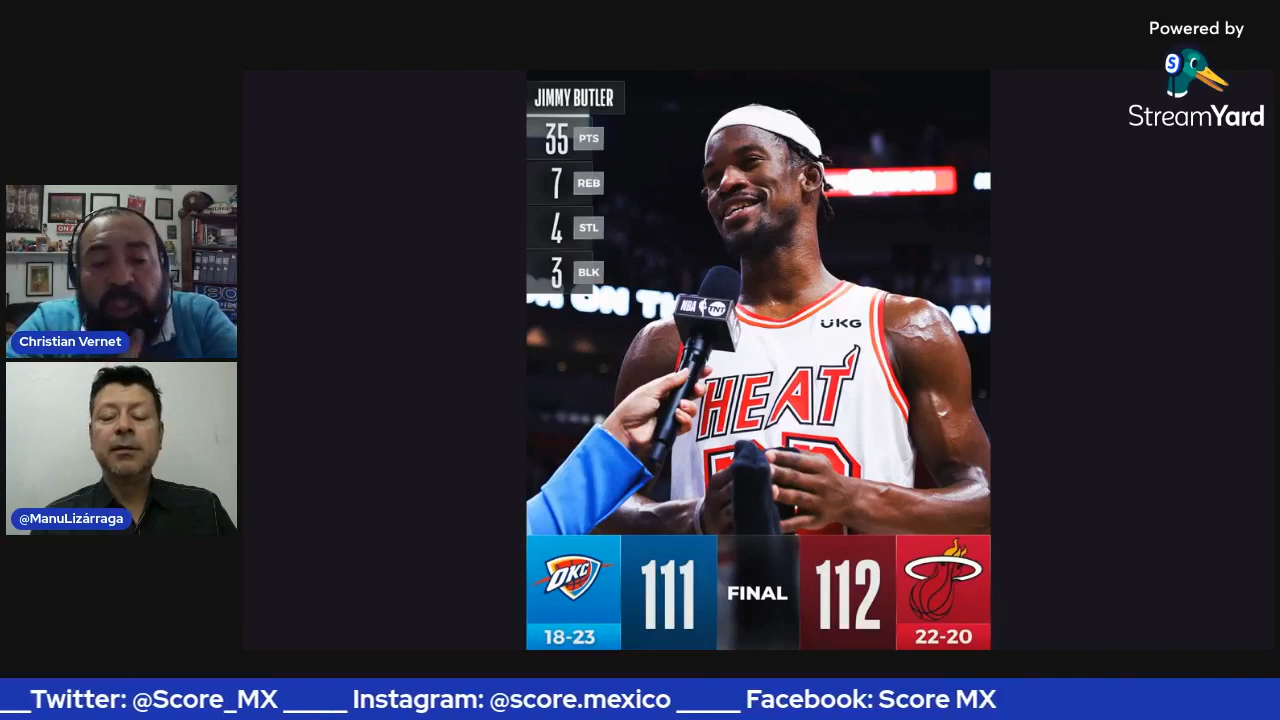 Powered by
S
StreamYard
JIMMY BUTLER
35 PTS
7 REB
4 STL
3 BLK
NBA TNT
UKG
HEAT
Christian Vernet
@ManuLizárraga
OKC
111
FINAL
112
18-23
22-20
___Twitter: @Score_MX _____ Instagram: @score.mexico _____ Facebook: Score MX